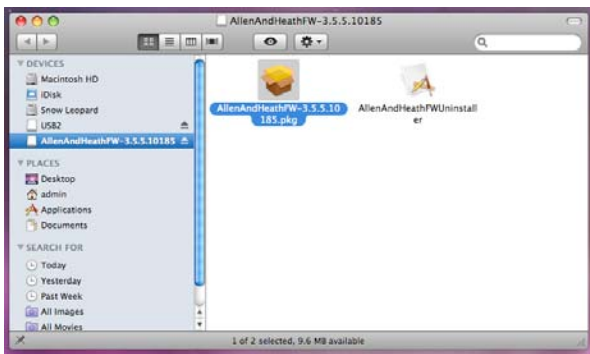 AllenAndHeathFW-3.5.5.10185
DEVICES
Macintosh HD
iDisk
Snow Leopard
USB2
AllenAndHeathFW-3.5.5.10185
PLACES
Desktop
admin
Applications
Documents
SEARCH FOR
Today
Yesterday
Past Week
All Images
All Movies
AllenAndHeathFW-3.5.5.10
185.pkg
AllenAndHeathFWUninstall
er
1 of 2 selected, 9.6 MB available